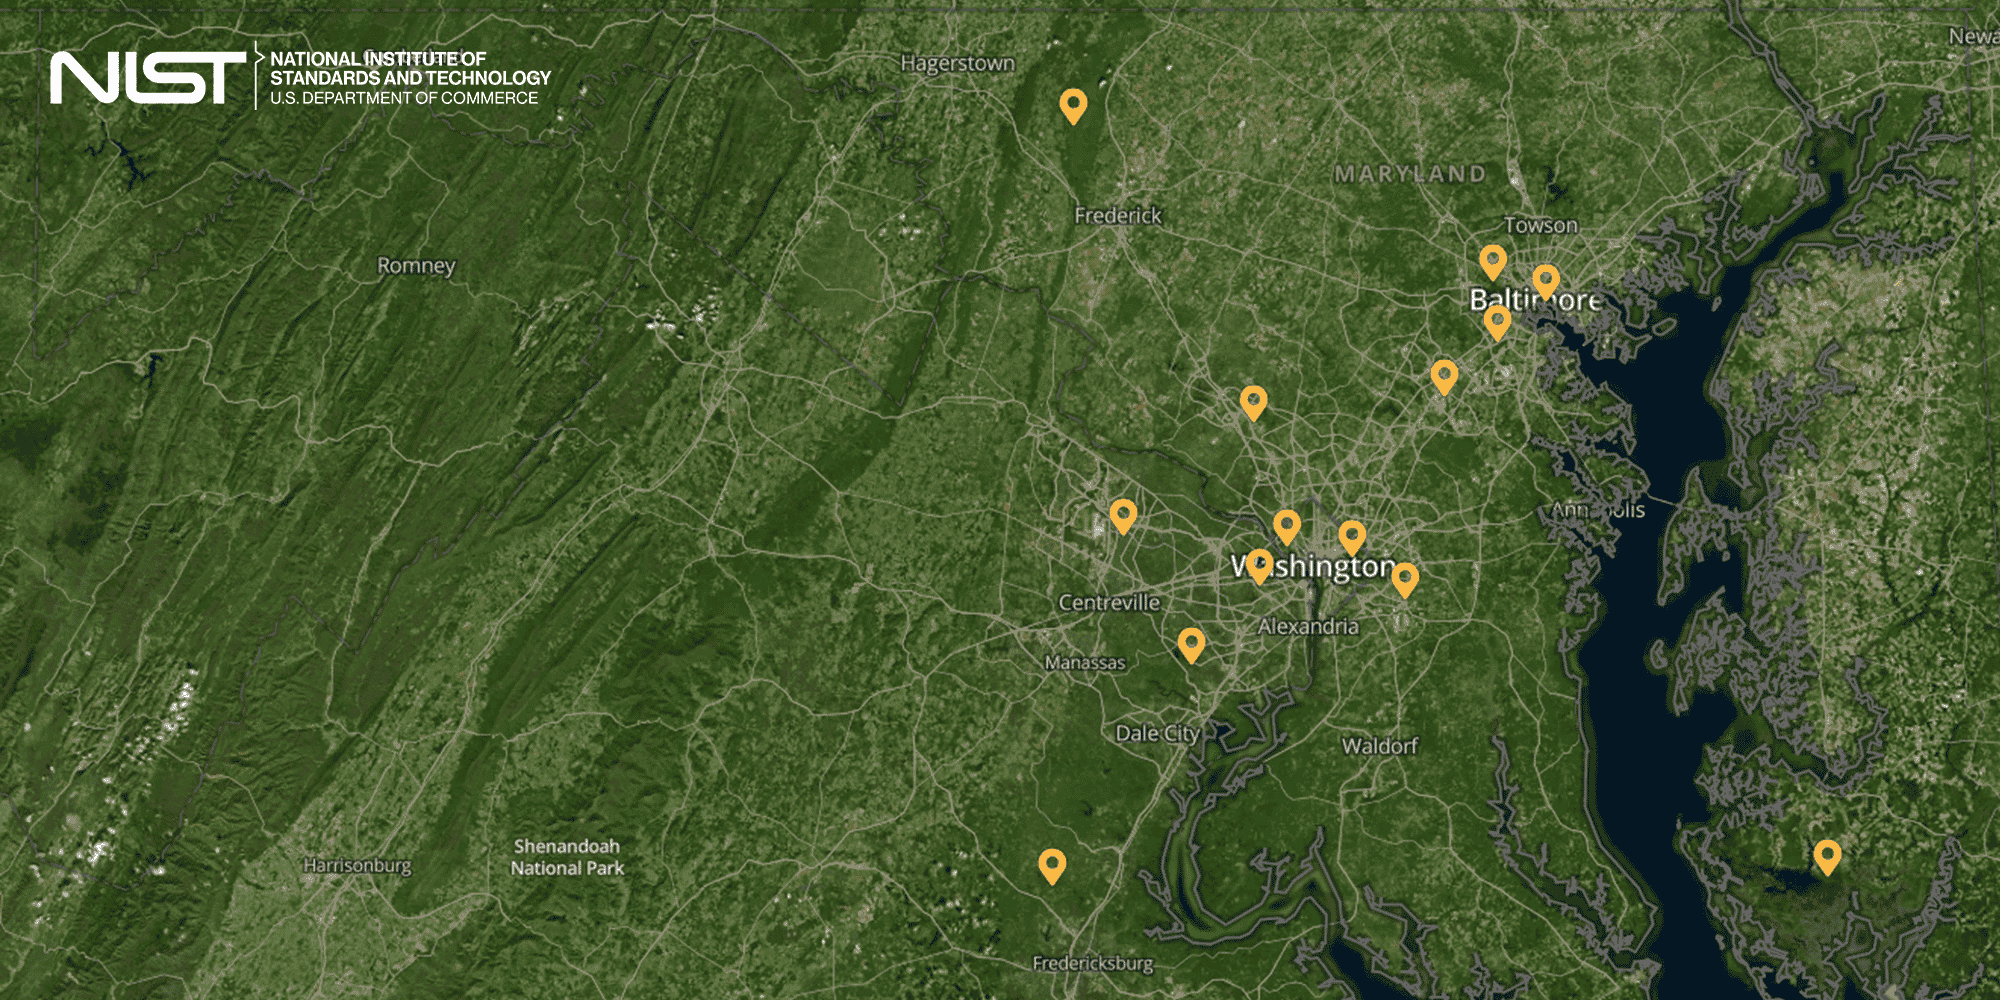 NIST
NATIONAL INSTITUTE OF
STANDARDS AND TECHNOLOGY
U.S. DEPARTMENT OF COMMERCE
Hagerstown
MARYLAND
Frederick
Towson
Romney
Baltimore
Annapolis
Washington
Centreville
Alexandria
Manassas
Dale City
Waldorf
Shenandoah
National Park
Harrisonburg
Fredericksburg